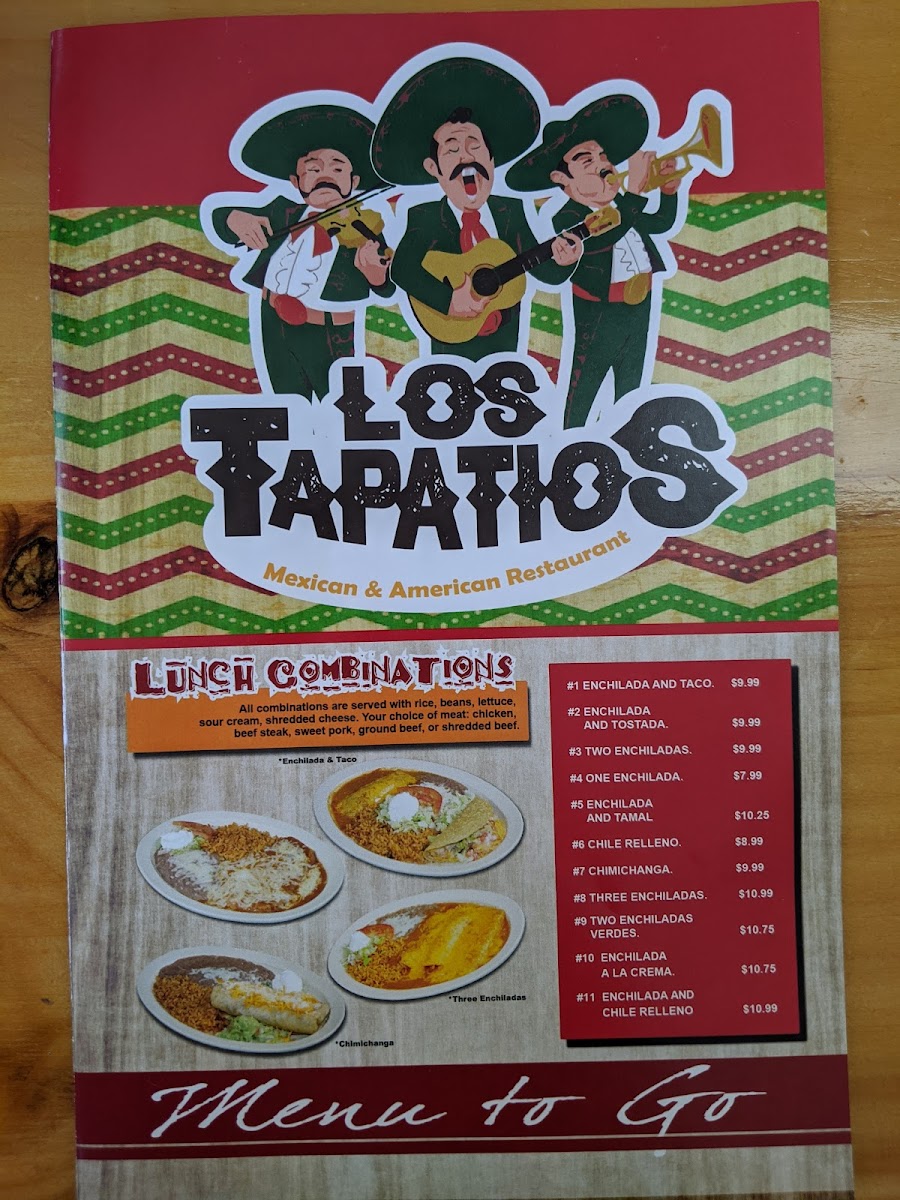 LOS
TAPATIOS
Mexican & American Restaurant
LUNCH COMBINATIONS
All combinations are served with rice, beans, lettuce,
sour cream, shredded cheese. Your choice of meat: chicken,
beef steak, sweet pork, ground beef, or shredded beef.
*Enchilada & Taco
*Three Enchiladas
*Chimichanga
#1 ENCHILADA AND TACO. $9.99
#2 ENCHILADA
AND TOSTADA. $9.99
#3 TWO ENCHILADAS. $9.99
#4 ONE ENCHILADA. $7.99
#5 ENCHILADA
AND TAMAL $10.25
#6 CHILE RELLENO. $8.99
#7 CHIMICHANGA. $9.99
#8 THREE ENCHILADAS. $10.99
#9 TWO ENCHILADAS
VERDES. $10.75
#10 ENCHILADA
A LA CREMA. $10.75
#11 ENCHILADA AND
CHILE RELLENO $10.99
Menu to Go